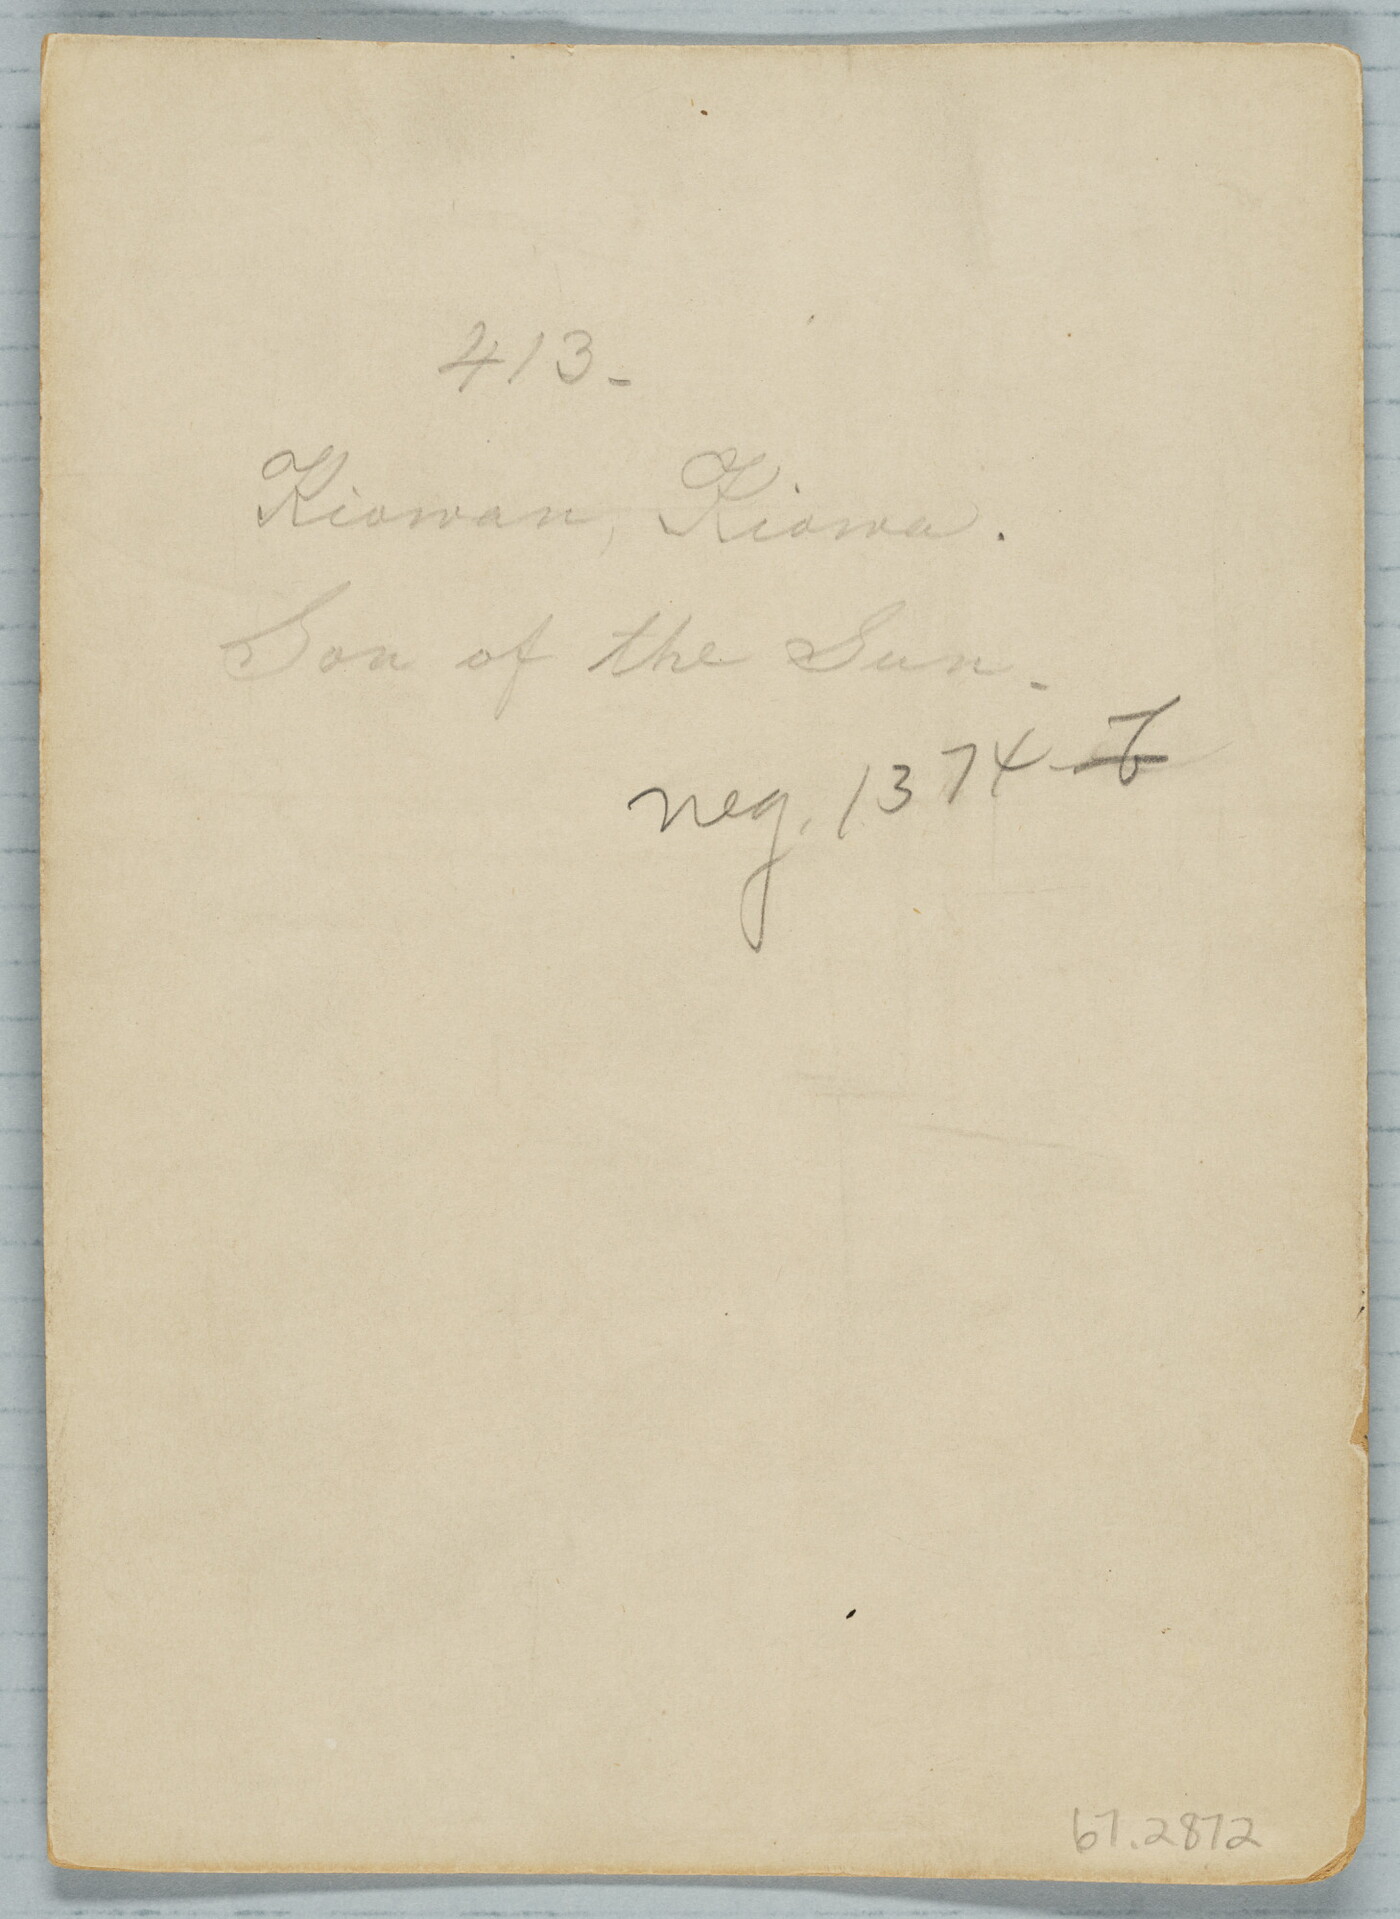 413-
Kiowan, Kiowa.
Son of the Sun.
neg. 1374-b
67.2872